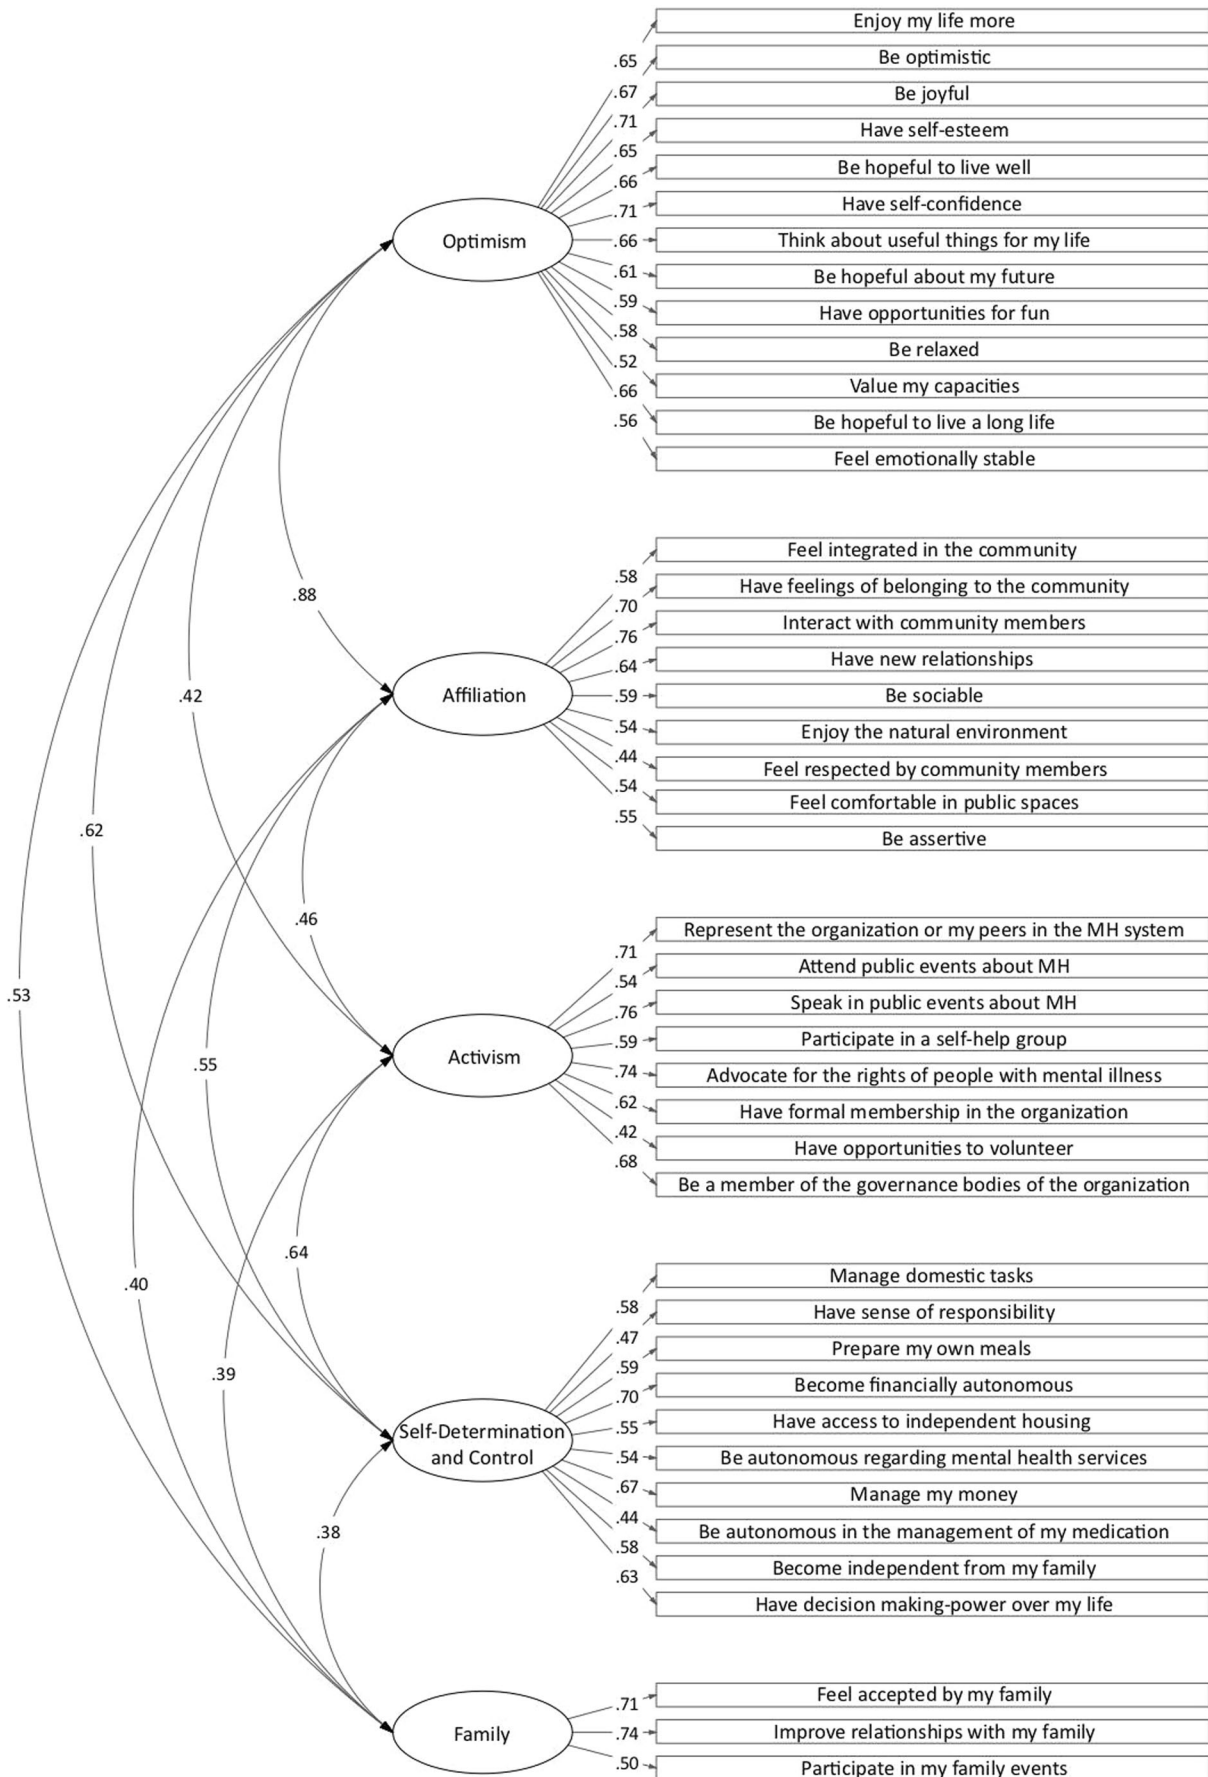 Enjoy my life more
.65
Be optimistic
.67
Be joyful
.71
Have self-esteem
.65
Be hopeful to live well
.66
Have self-confidence
.71
Optimism
.66
Think about useful things for my life
.61
Be hopeful about my future
.59
Have opportunities for fun
.58
Be relaxed
.52
Value my capacities
.66
Be hopeful to live a long life
.56
Feel emotionally stable
Feel integrated in the community
.58
Have feelings of belonging to the community
.88
.70
Interact with community members
.76
Have new relationships
.64
.42
Affiliation
.59
Be sociable
.54
Enjoy the natural environment
.44
Feel respected by community members
.54
Feel comfortable in public spaces
.62
.55
Be assertive
.46
Represent the organization or my peers in the MH system
.71
Attend public events about MH
.53
.54
Speak in public events about MH
.76
Participate in a self-help group
.59
.55
Activism
.74
Advocate for the rights of people with mental illness
.62
Have formal membership in the organization
.42
Have opportunities to volunteer
.68
Be a member of the governance bodies of the organization
.64
.40
Manage domestic tasks
.58
Have sense of responsibility
.47
Prepare my own meals
.59
.39
Become financially autonomous
.70
Have access to independent housing
.55
Self-Determination
and Control
.54
Be autonomous regarding mental health services
.67
Manage my money
.44
Be autonomous in the management of my medication
.38
.58
Become independent from my family
.63
Have decision making-power over my life
Feel accepted by my family
.71
Family
.74
Improve relationships with my family
.50
Participate in my family events